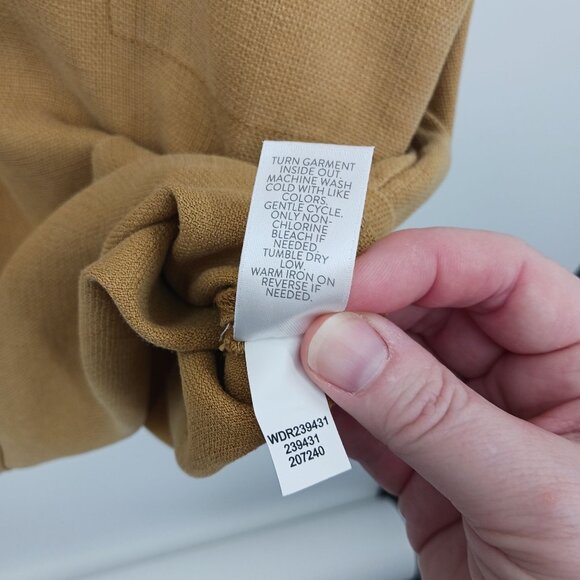 TURN GARMENT
INSIDE OUT.
MACHINE WASH
COLD WITH LIKE
COLORS.
GENTLE CYCLE.
ONLY NON-
CHLORINE
BLEACH IF
NEEDED.
TUMBLE DRY
LOW.
WARM IRON ON
REVERSE IF
NEEDED.
WDR239431
239431
207240